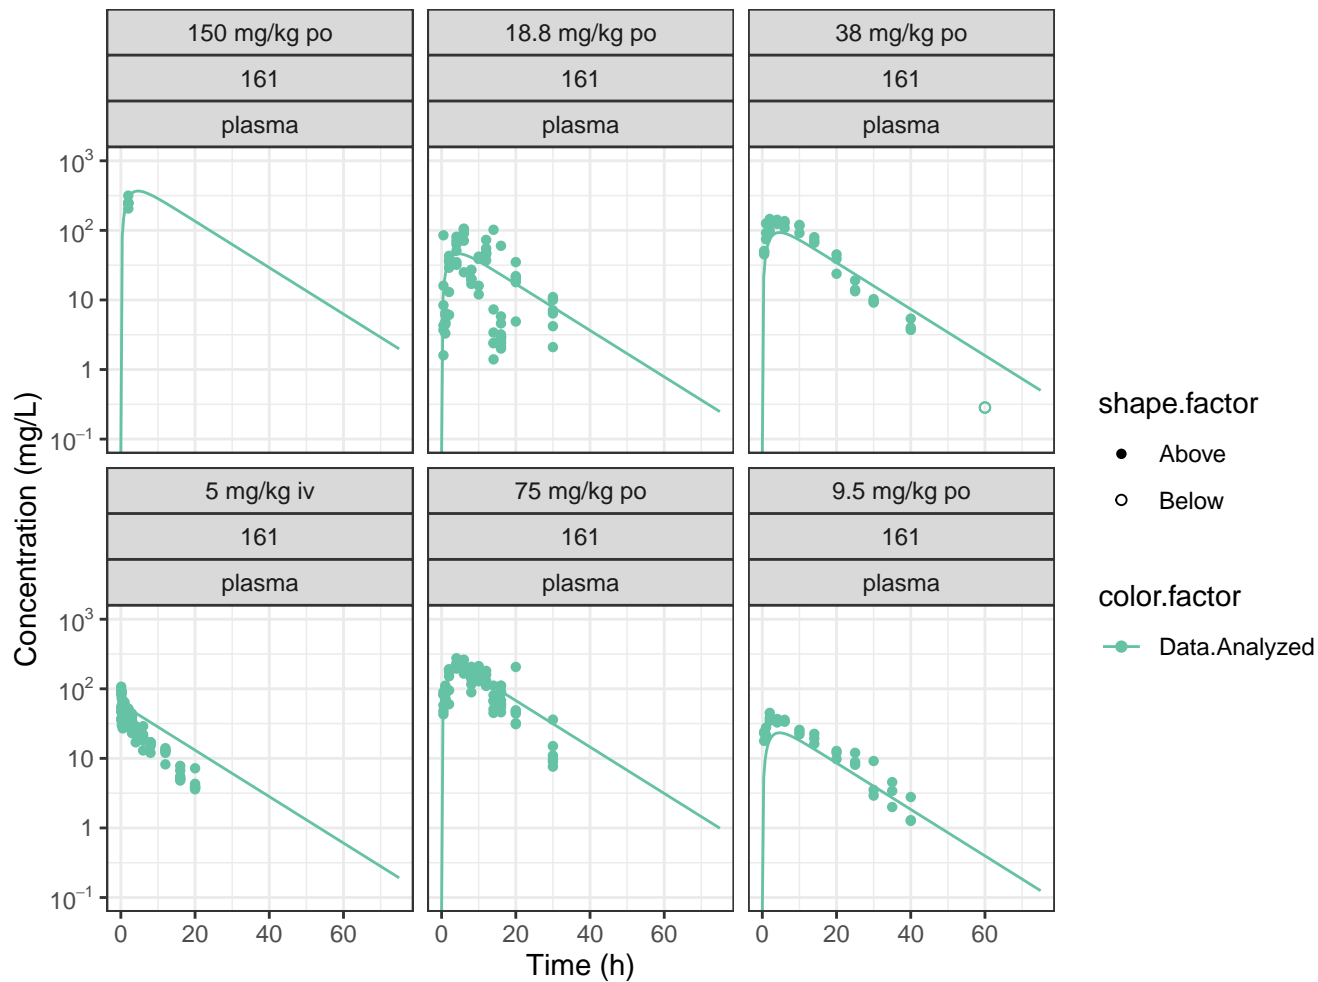 150 mg/kg po
18.8 mg/kg po
38 mg/kg po
161
161
161
plasma
plasma
plasma
10³
10²
10
1
10⁻¹
5 mg/kg iv
75 mg/kg po
9.5 mg/kg po
161
161
161
plasma
plasma
plasma
10³
10²
10
1
10⁻¹
0 20 40 60
0 20 40 60
0 20 40 60
Time (h)
Concentration (mg/L)
shape.factor
Above
Below
color.factor
Data.Analyzed